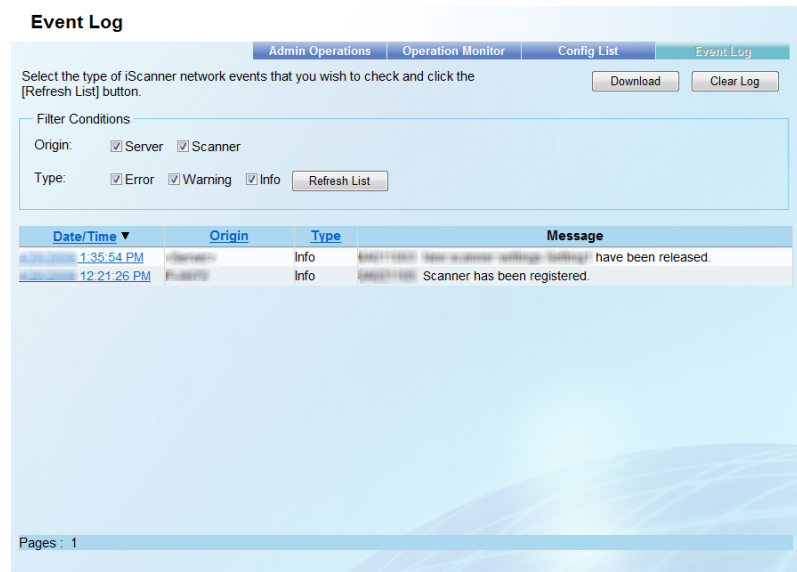 Event Log
Admin Operations Operation Monitor Config List Event Log
Select the type of iScanner network events that you wish to check and click the
[Refresh List] button.
Download Clear Log
Filter Conditions
Origin: Server Scanner
Type: Error Warning Info Refresh List
Date/Time ▼ Origin Type Message
1:35:54 PM Info have been released.
12:21:26 PM Info Scanner has been registered.
Pages : 1